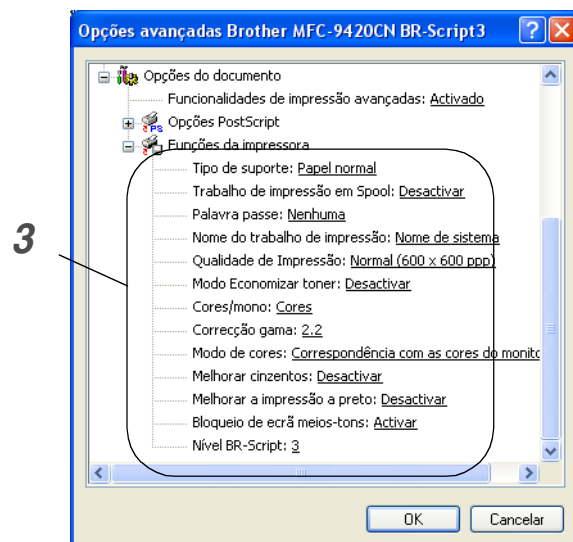 Opções avançadas Brother MFC-9420CN BR-Script3
Opções do documento
Funcionalidades de impressão avançadas: Activado
PS
Opções PostScript
Funções da impressora
Tipo de suporte: Papel normal
Trabalho de impressão em Spool: Desactivar
Palavra passe: Nenhuma
3
Nome do trabalho de impressão: Nome de sistema
Qualidade de Impressão: Normal (600 x 600 ppp)
Modo Economizar toner: Desactivar
Cores/mono: Cores
Correcção gama: 2.2
Modo de cores: Correspondência com as cores do monitc
Melhorar cinzentos: Desactivar
Melhorar a impressão a preto: Desactivar
Bloqueio de ecrã meios-tons: Activar
Nível BR-Script: 3
OK Cancelar